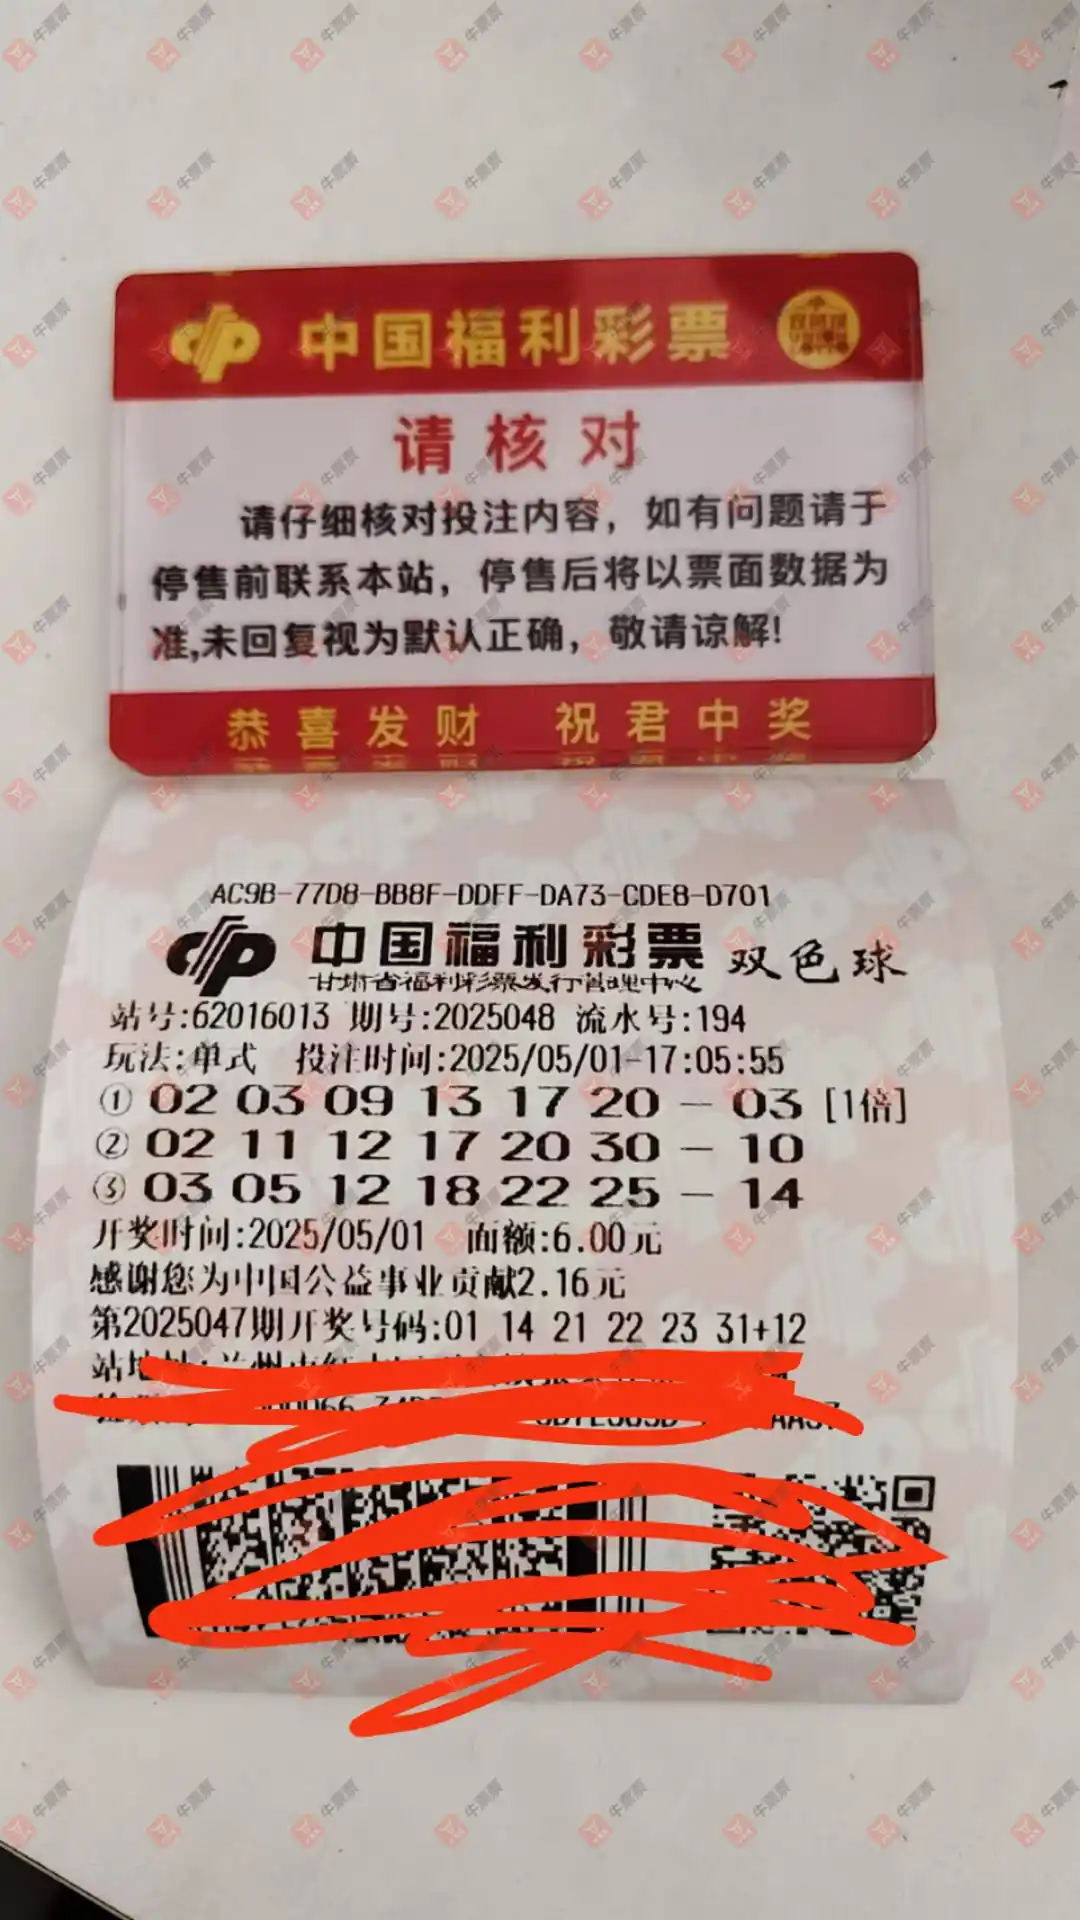 中国福利彩票
请核对
请仔细核对投注内容，如有问题请于
停售前联系本站，停售后将以票面数据为
准,未回复视为默认正确，敬请谅解!
恭喜发财 祝君中奖
AC9B-77D8-BB8F-DDFF-DA73-CDE8-D701
中国福利彩票 双色球
甘肃省福利彩票发行管理中心
站号:62016013 期号:2025048 流水号:194
玩法:单式 投注时间:2025/05/01-17:05:55
① 02 03 09 13 17 20 - 03 [1倍]
② 02 11 12 17 20 30 - 10
③ 03 05 12 18 22 25 - 14
开奖时间:2025/05/01 面额:6.00元
感谢您为中国公益事业贡献2.16元
第2025047期开奖号码:01 14 21 22 23 31+12
牛票票